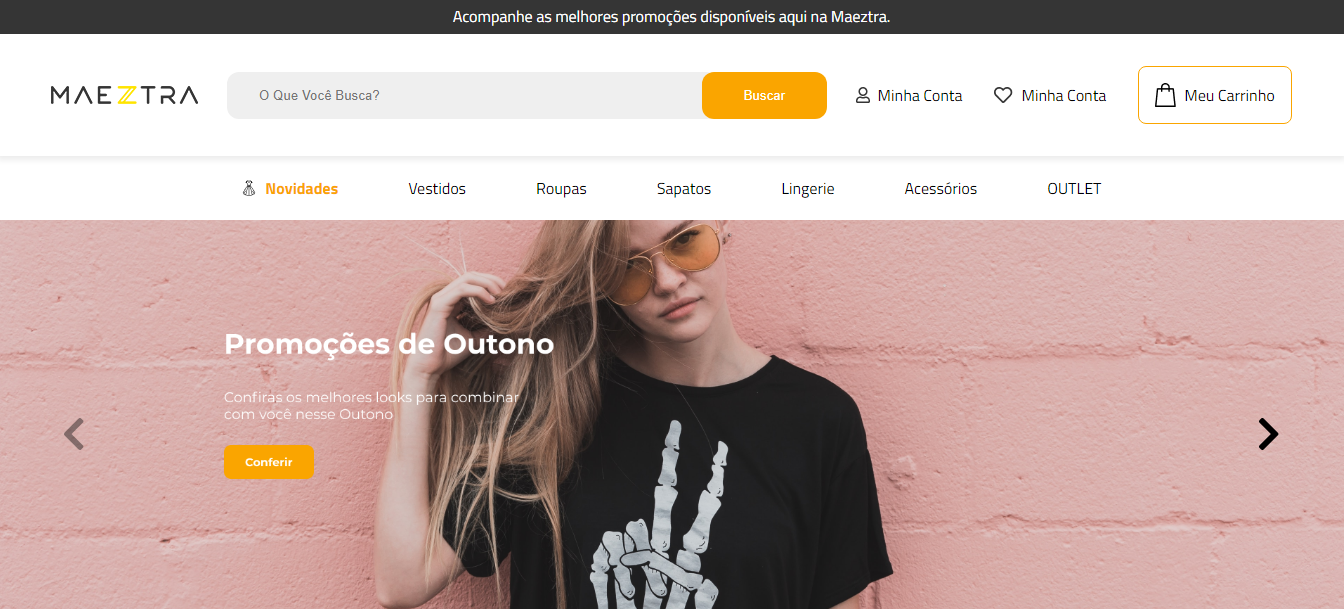 Acompanhe as melhores promoções disponíveis aqui na Maeztra.
MAEZTRA
O Que Você Busca?
Buscar
Minha Conta
Minha Conta
Meu Carrinho
Novidades
Vestidos
Roupas
Sapatos
Lingerie
Acessórios
OUTLET
Promoções de Outono
Confiras os melhores looks para combinar
com você nesse Outono
Conferir